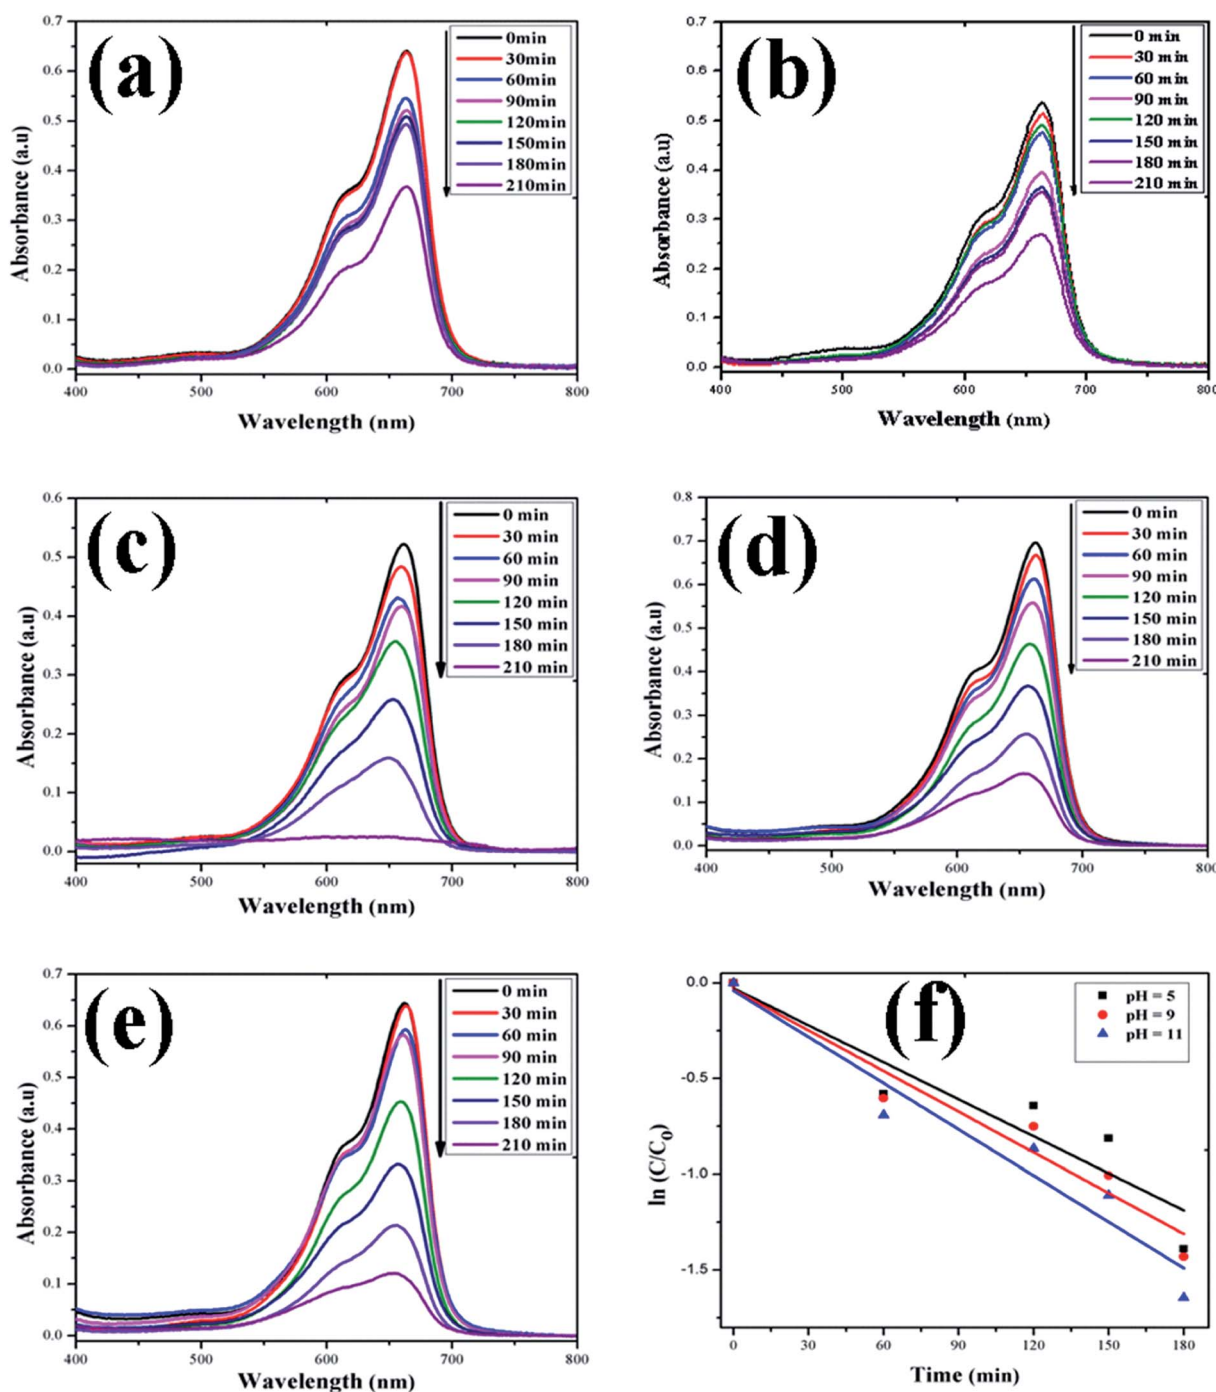 (a)
0.7
0.6
0.5
0.4
0.3
0.2
0.1
0.0
Absorbance (a.u)
0min
30min
60min
90min
120min
150min
180min
210min
400 500 600 700 800
Wavelength (nm)
(b)
0.7
0.6
0.5
0.4
0.3
0.2
0.1
0.0
Absorbance (a.u)
0 min
30 min
60 min
90 min
120 min
150 min
180 min
210 min
400 500 600 700 800
Wavelength (nm)
(c)
0.6
0.5
0.4
0.3
0.2
0.1
0.0
Absorbance (a.u)
0 min
30 min
60 min
90 min
120 min
150 min
180 min
210 min
400 500 600 700 800
Wavelength (nm)
(d)
0.8
0.7
0.6
0.5
0.4
0.3
0.2
0.1
0.0
Absorbance (a.u)
0 min
30 min
60 min
90 min
120 min
150 min
180 min
210 min
400 500 600 700 800
Wavelength (nm)
(e)
0.7
0.6
0.5
0.4
0.3
0.2
0.1
0.0
Absorbance (a.u)
0 min
30 min
60 min
90 min
120 min
150 min
180 min
210 min
400 500 600 700 800
Wavelength (nm)
(f)
0.0
-0.5
-1.0
-1.5
ln (C/C0)
pH = 5
pH = 9
pH = 11
0 30 60 90 120 150 180
Time (min)